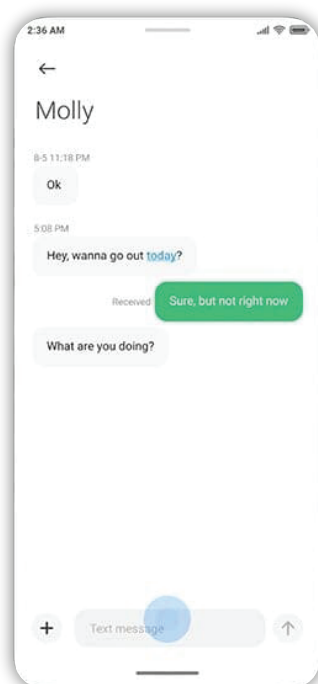 2:36 AM
Molly
8-5 11:18 PM
Ok
5:08 PM
Hey, wanna go out today?
Received Sure, but not right now
What are you doing?
Text message